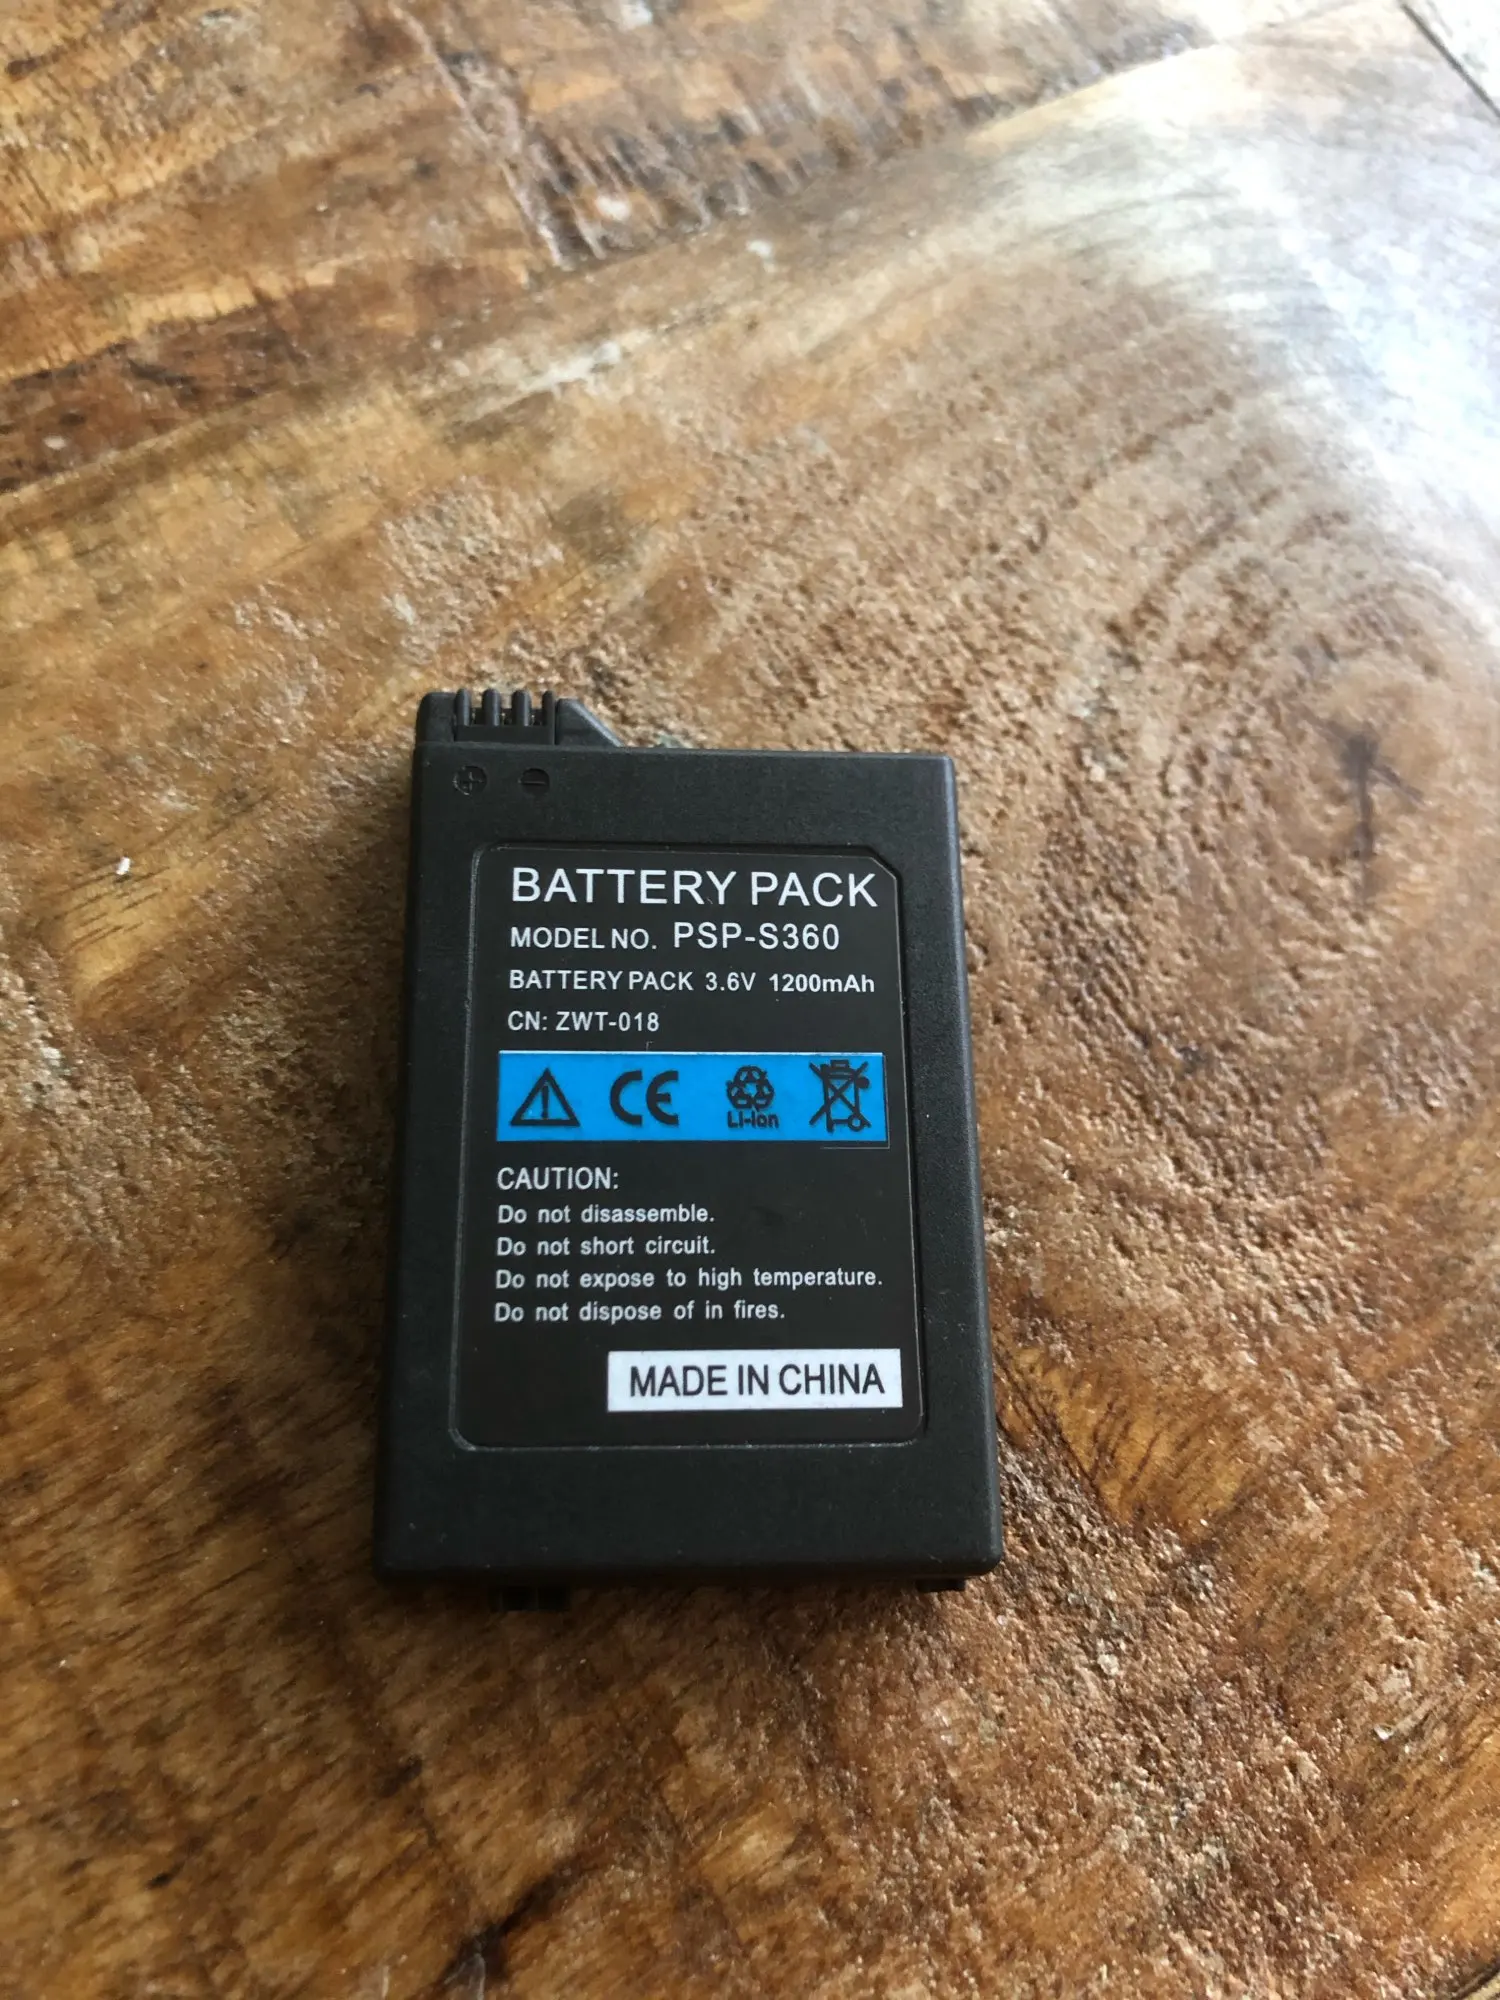 BATTERY PACK
MODEL NO. PSP-S360
BATTERY PACK 3.6V 1200mAh
CN: ZWT-018
CE
Li-ion
CAUTION:
Do not disassemble.
Do not short circuit.
Do not expose to high temperature.
Do not dispose of in fires.
MADE IN CHINA